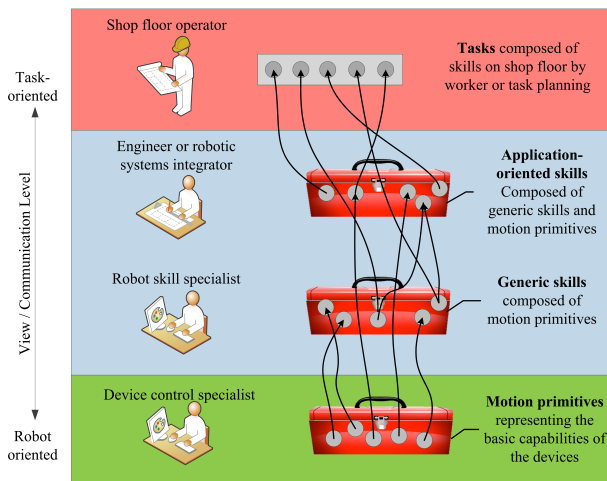 Shop floor operator
Tasks composed of
skills on shop floor by
worker or task planning
Task-
oriented
Engineer or robotic
systems integrator
Application-
oriented skills
Composed of
generic skills and
motion primitives
View / Communication Level
Robot skill specialist
Generic skills
composed of
motion primitives
Device control specialist
Motion primitives
representing the
basic capabilities of
the devices
Robot
oriented